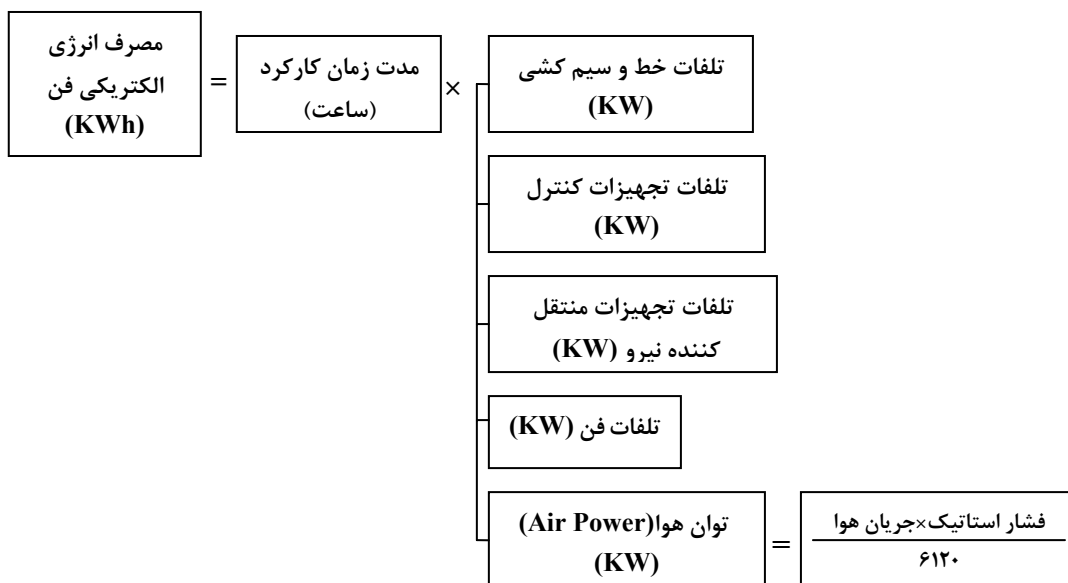 مصرف انرژی
الکتریکی فن
(KWh)
=
مدت زمان کارکرد
(ساعت)
×
تلفات خط و سیم کشی
(KW)
تلفات تجهیزات کنترل
(KW)
تلفات تجهیزات منتقل
کننده نیرو (KW)
تلفات فن (KW)
توان هوا(Air Power)
(KW)
=
فشار استاتیک×جریان هوا
۶۱۲۰